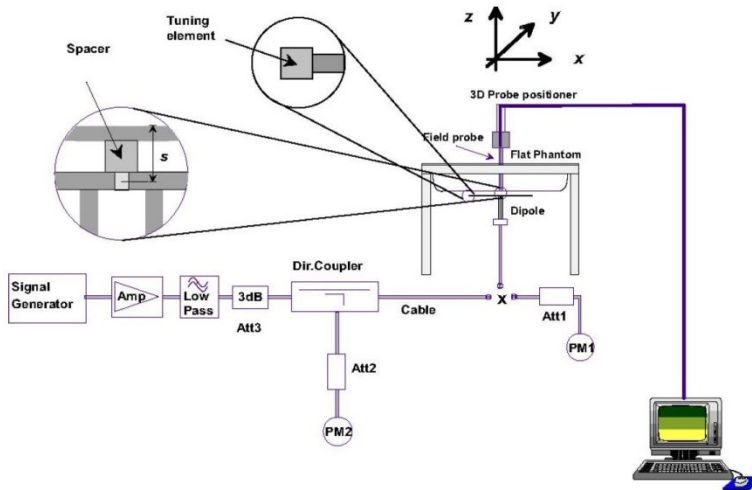 Tuning
element
Spacer
s
z
y
x
3D Probe positioner
Field probe
Flat Phantom
Dipole
Signal
Generator
Amp
Low
Pass
3dB
Att3
Dir.Coupler
Cable
x
Att1
PM1
Att2
PM2